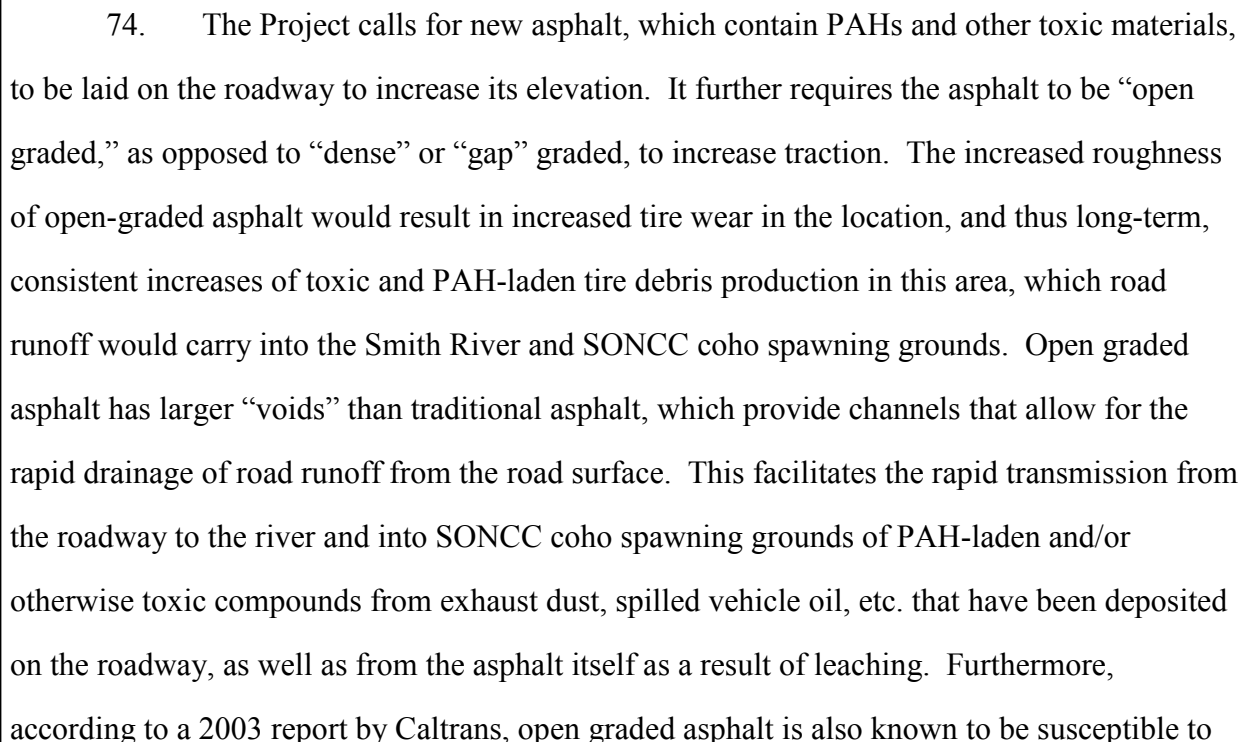 74. The Project calls for new asphalt, which contain PAHs and other toxic materials,
to be laid on the roadway to increase its elevation. It further requires the asphalt to be “open
graded,” as opposed to “dense” or “gap” graded, to increase traction. The increased roughness
of open-graded asphalt would result in increased tire wear in the location, and thus long-term,
consistent increases of toxic and PAH-laden tire debris production in this area, which road
runoff would carry into the Smith River and SONCC coho spawning grounds. Open graded
asphalt has larger “voids” than traditional asphalt, which provide channels that allow for the
rapid drainage of road runoff from the road surface. This facilitates the rapid transmission from
the roadway to the river and into SONCC coho spawning grounds of PAH-laden and/or
otherwise toxic compounds from exhaust dust, spilled vehicle oil, etc. that have been deposited
on the roadway, as well as from the asphalt itself as a result of leaching. Furthermore,
according to a 2003 report by Caltrans, open graded asphalt is also known to be susceptible to